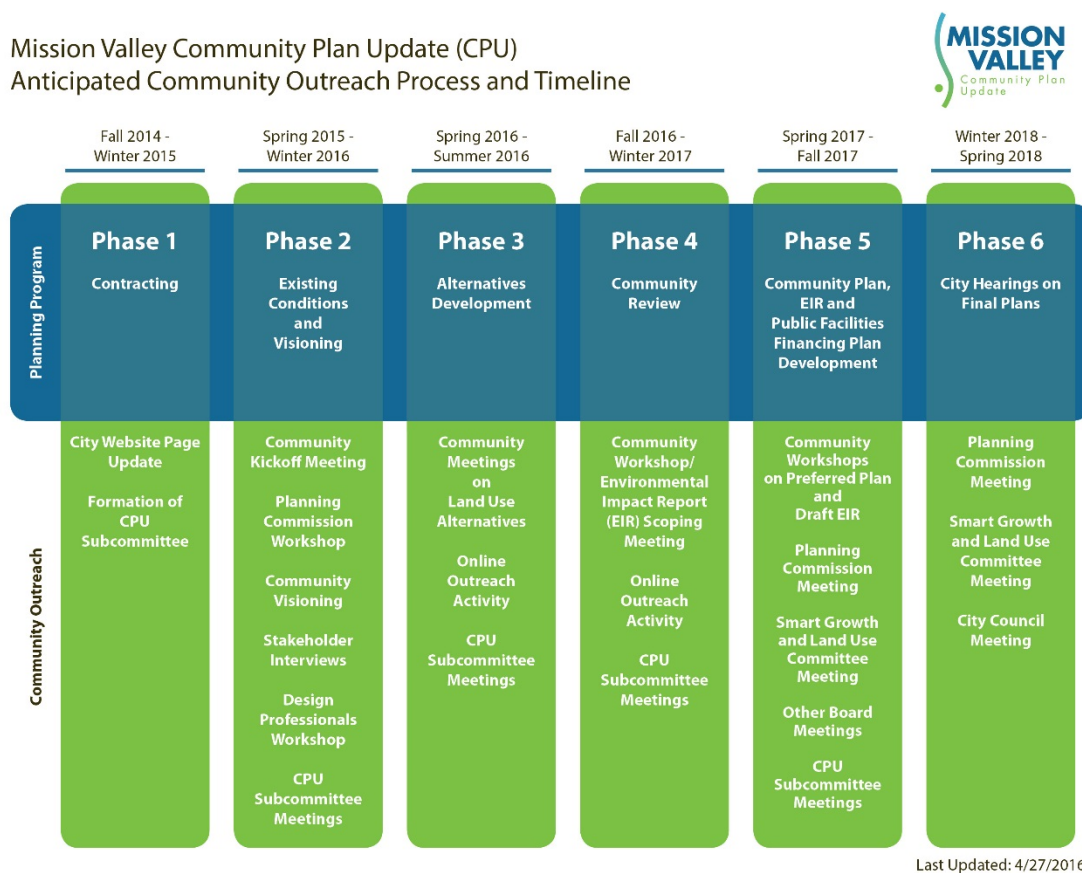 Mission Valley Community Plan Update (CPU)
Anticipated Community Outreach Process and Timeline
MISSION
VALLEY
Community Plan
Update
Fall 2014 -
Winter 2015
Spring 2015 -
Winter 2016
Spring 2016 -
Summer 2016
Fall 2016 -
Winter 2017
Spring 2017 -
Fall 2017
Winter 2018 -
Spring 2018
Planning Program
Phase 1
Contracting
Phase 2
Existing
Conditions
and
Visioning
Phase 3
Alternatives
Development
Phase 4
Community
Review
Phase 5
Community Plan,
EIR and
Public Facilities
Financing Plan
Development
Phase 6
City Hearings on
Final Plans
Community Outreach
City Website Page
Update
Formation of
CPU
Subcommittee
Community
Kickoff Meeting
Planning
Commission
Workshop
Community
Visioning
Stakeholder
Interviews
Design
Professionals
Workshop
CPU
Subcommittee
Meetings
Community
Meetings
on
Land Use
Alternatives
Online
Outreach
Activity
CPU
Subcommittee
Meetings
Community
Workshop/
Environmental
Impact Report
(EIR) Scoping
Meeting
Online
Outreach
Activity
CPU
Subcommittee
Meetings
Community
Workshops
on Preferred Plan
and
Draft EIR
Planning
Commission
Meeting
Smart Growth
and Land Use
Committee
Meeting
Other Board
Meetings
CPU
Subcommittee
Meetings
Planning
Commission
Meeting
Smart Growth
and Land Use
Committee
Meeting
City Council
Meeting
Last Updated: 4/27/2016